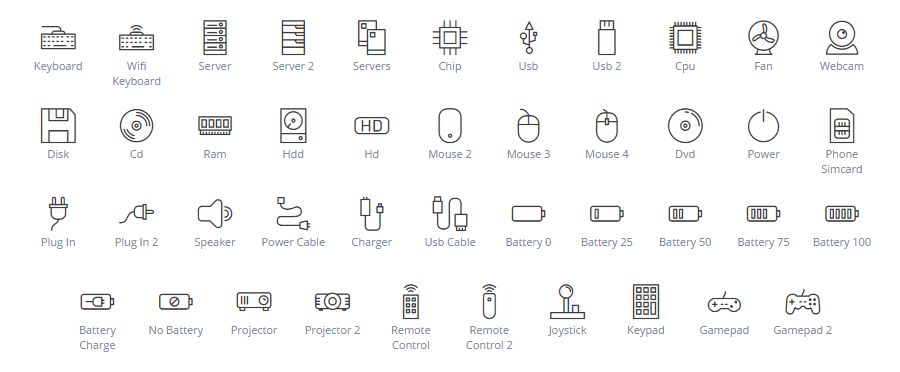 Keyboard Wifi Keyboard Server Server 2 Servers Chip Usb Usb 2 Cpu Fan Webcam
HD
Disk Cd Ram Hdd Hd Mouse 2 Mouse 3 Mouse 4 Dvd Power Phone Simcard
Plug In Plug In 2 Speaker Power Cable Charger Usb Cable Battery 0 Battery 25 Battery 50 Battery 75 Battery 100
Battery Charge No Battery Projector Projector 2 Remote Control Remote Control 2 Joystick Keypad Gamepad Gamepad 2